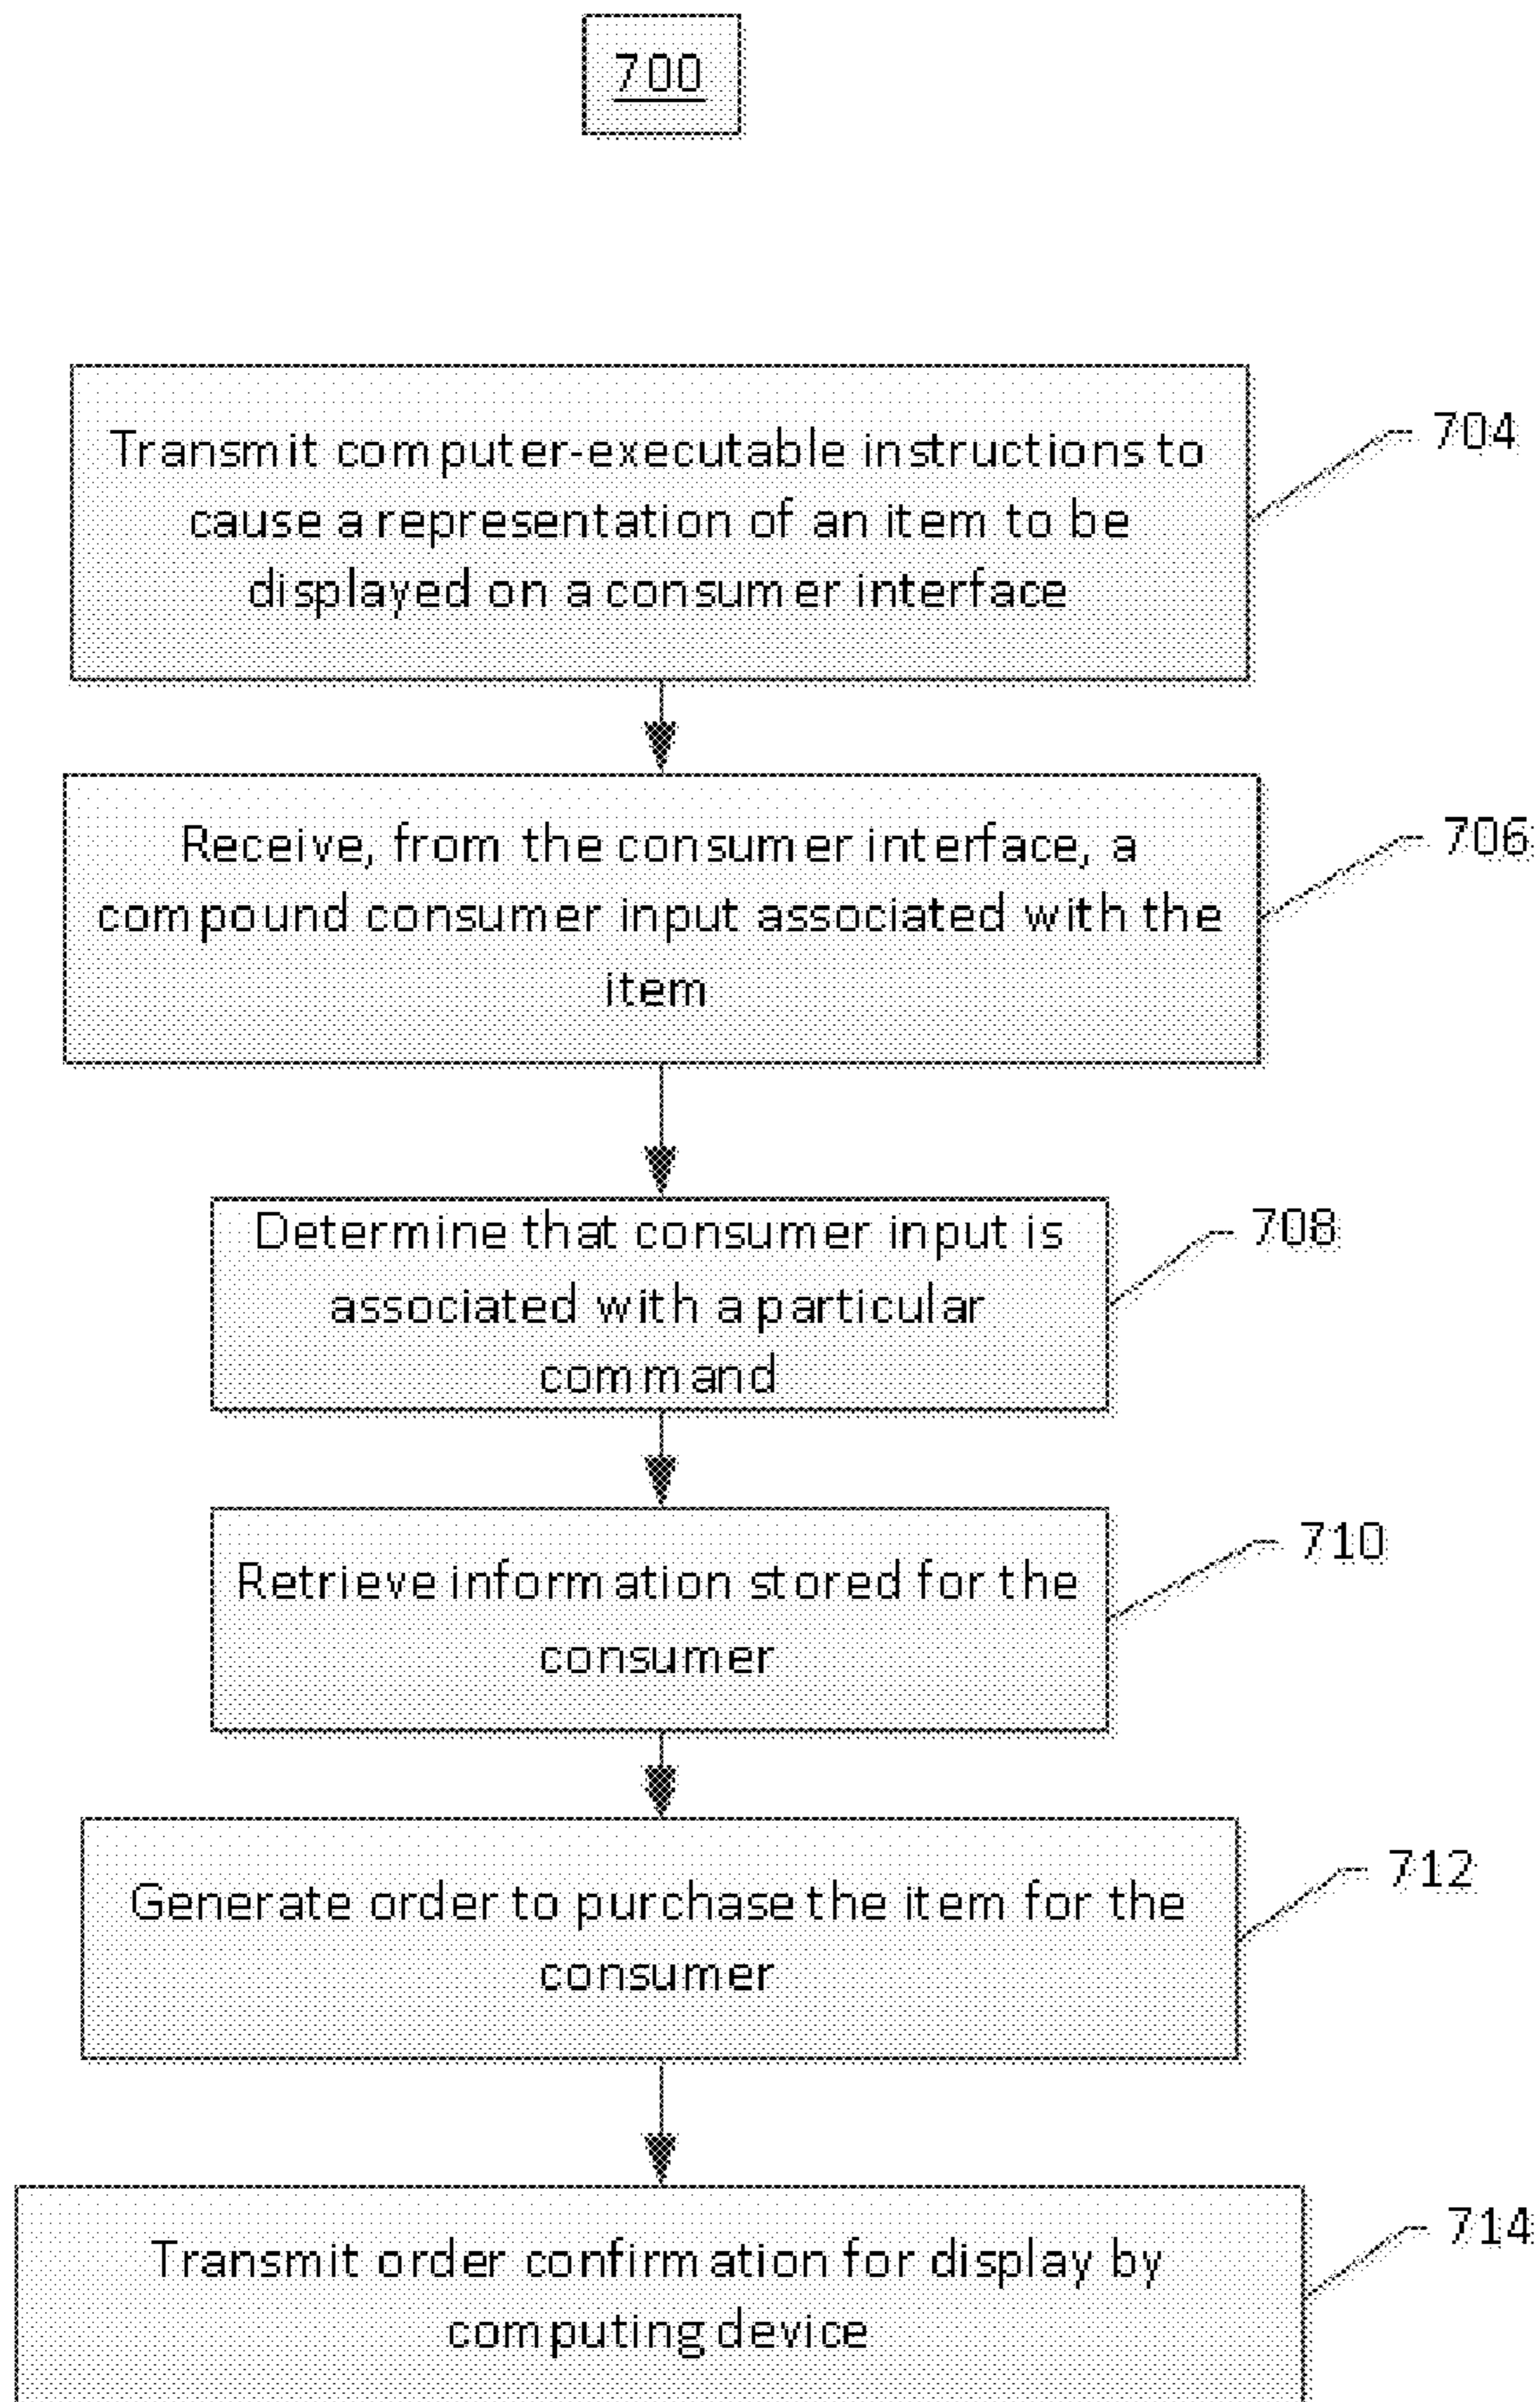 700
Transmit computer-executable instructions to
cause a representation of an item to be
displayed on a consumer interface
704
Receive, from the consumer interface, a
compound consumer input associated with the
item
706
Determine that consumer input is
associated with a particular
command
708
Retrieve information stored for the
consumer
710
Generate order to purchase the item for the
consumer
712
Transmit order confirmation for display by
computing device
714